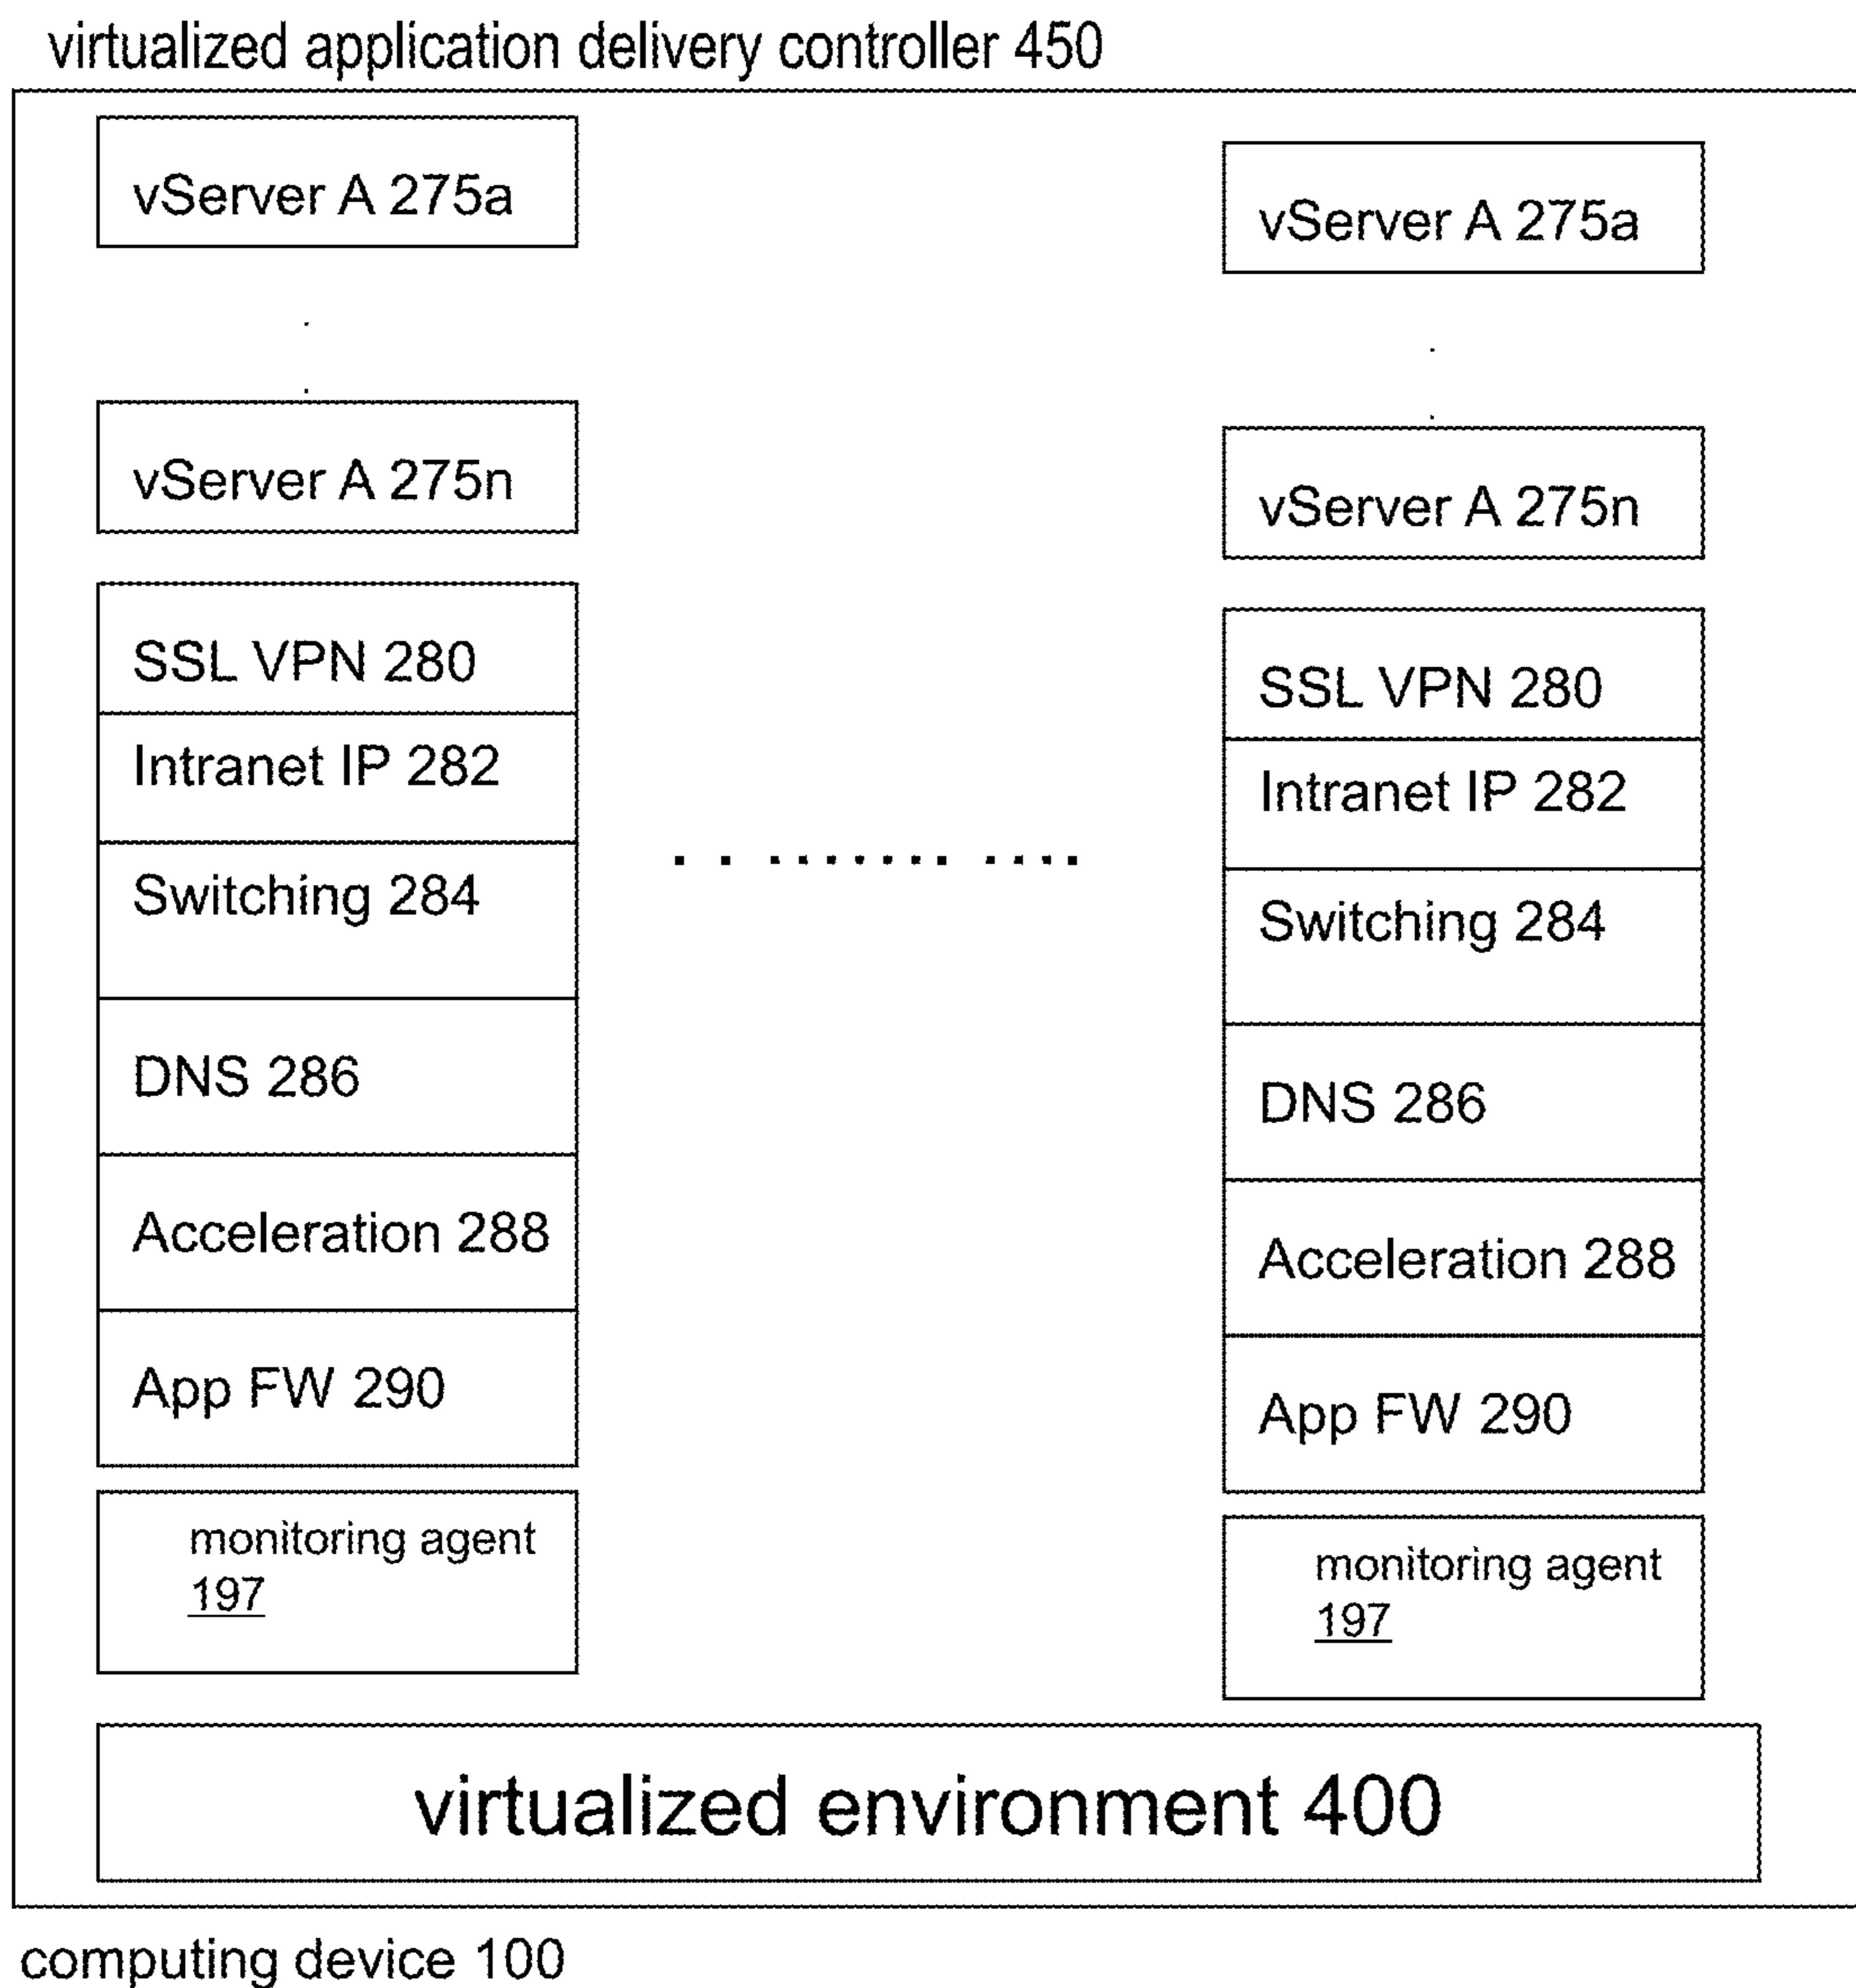 virtualized application delivery controller 450
vServer A 275a
vServer A 275n
SSL VPN 280
Intranet IP 282
Switching 284
DNS 286
Acceleration 288
App FW 290
monitoring agent
197
vServer A 275a
vServer A 275n
SSL VPN 280
Intranet IP 282
Switching 284
DNS 286
Acceleration 288
App FW 290
monitoring agent
197
virtualized environment 400
computing device 100